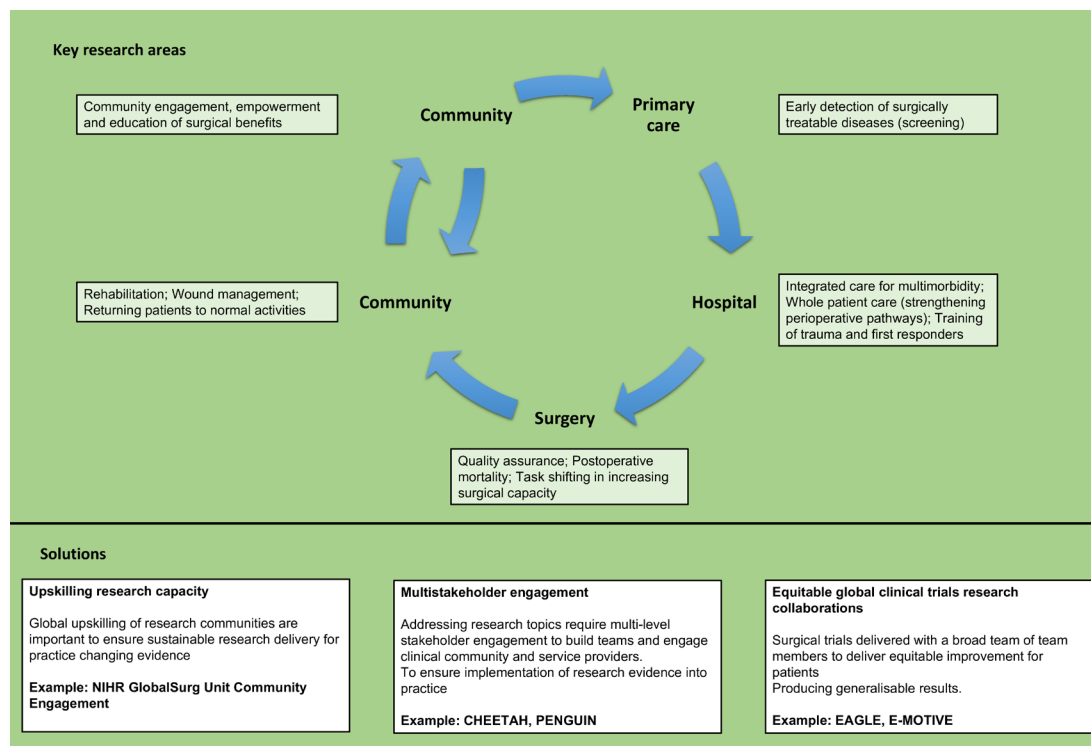 Key research areas
Community engagement, empowerment
and education of surgical benefits
Community
Primary
care
Early detection of surgically
treatable diseases (screening)
Rehabilitation; Wound management;
Returning patients to normal activities
Community
Hospital
Integrated care for multimorbidity;
Whole patient care (strengthening
perioperative pathways); Training
of trauma and first responders
Surgery
Quality assurance; Postoperative
mortality; Task shifting in increasing
surgical capacity
Solutions
Upskilling research capacity
Global upskilling of research communities are
important to ensure sustainable research delivery for
practice changing evidence
Example: NIHR GlobalSurg Unit Community
Engagement
Multistakeholder engagement
Addressing research topics require multi-level
stakeholder engagement to build teams and engage
clinical community and service providers.
To ensure implementation of research evidence into
practice
Example: CHEETAH, PENGUIN
Equitable global clinical trials research
collaborations
Surgical trials delivered with a broad team of team
members to deliver equitable improvement for
patients
Producing generalisable results.
Example: EAGLE, E-MOTIVE